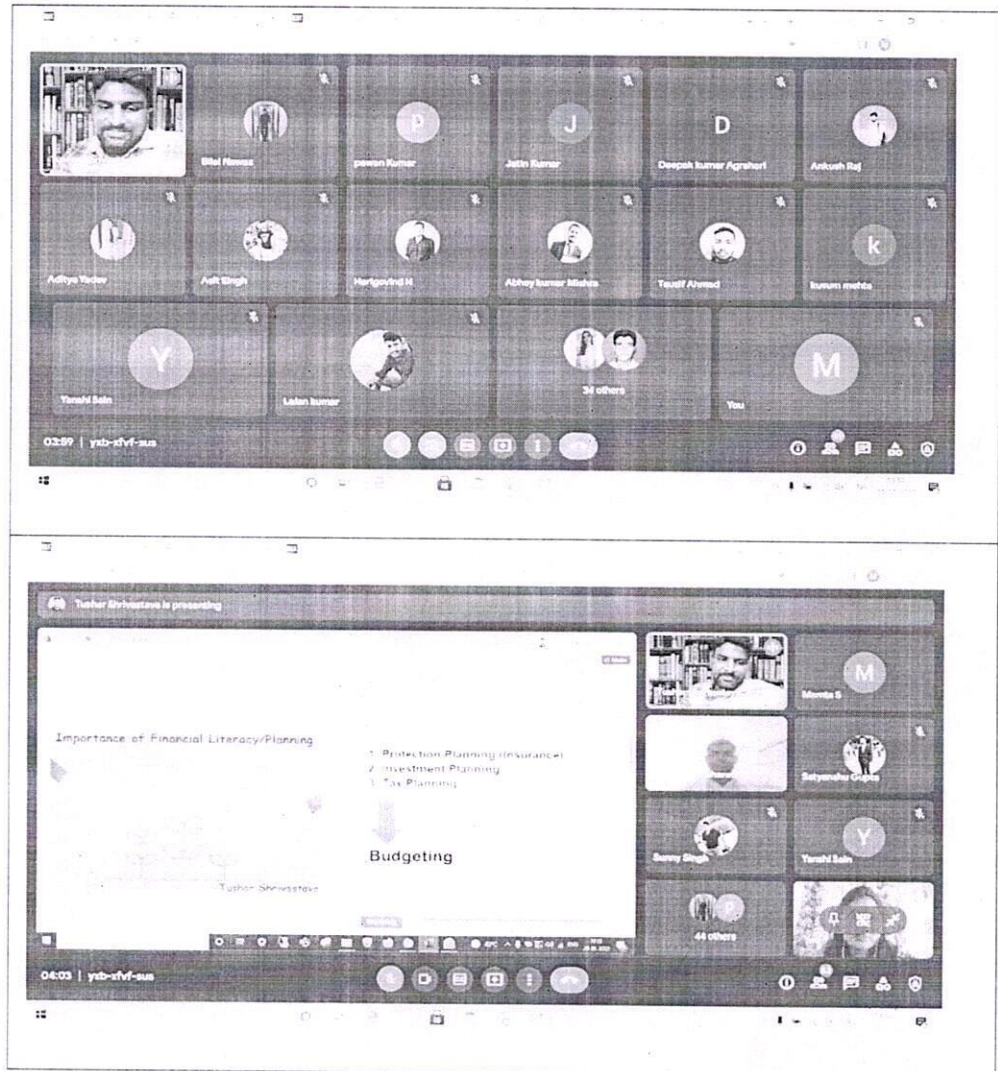 Bilal Nawaz
pawan Kumar
Jatin Kumar
Deepak kumar Agrahari
Ankush Raj
Aditya Yadav
Asit Singh
Harigovind N
Abhay kumar Mishra
Tausif Ahmad
kusum mehta
Yanshi Sain
Lalan kumar
34 others
You
P
J
D
k
Y
M
03:59 | yxb-xfvf-sus
Tushar Shrivastava is presenting
Importance of Financial Literacy/Planning
Tushar Shrivastava
1. Protection Planning (Insurance)
2. Investment Planning
3. Tax Planning
Budgeting
M
Mamta S
Satyanshu Gupta
Sunny Singh
Y
Yanshi Sain
P
44 others
04:03 | yxb-xfvf-sus